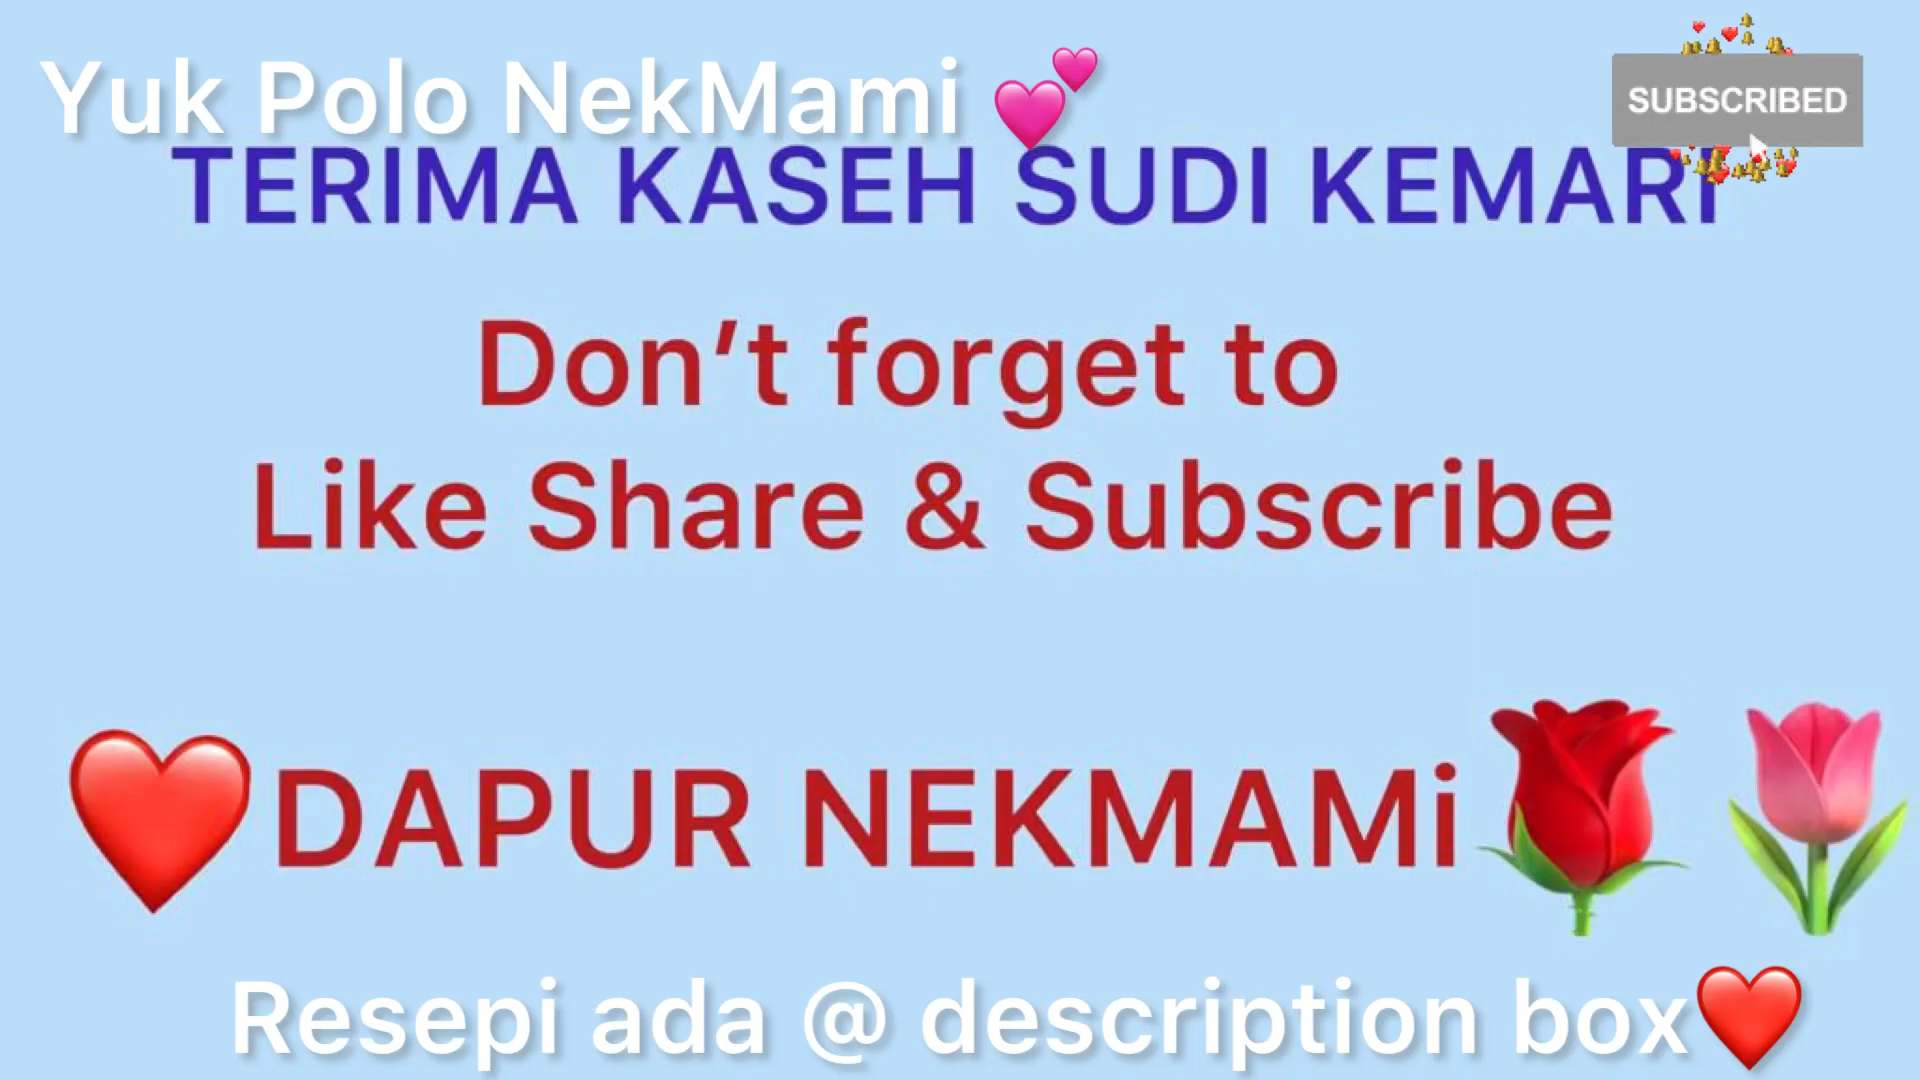 Yuk Polo NekMami 💕
SUBSCRIBED
TERIMA KASEH SUDI KEMARI
Don’t forget to
Like Share & Subscribe
❤️DAPUR NEKMAMi🌹🌷
Resepi ada @ description box❤️